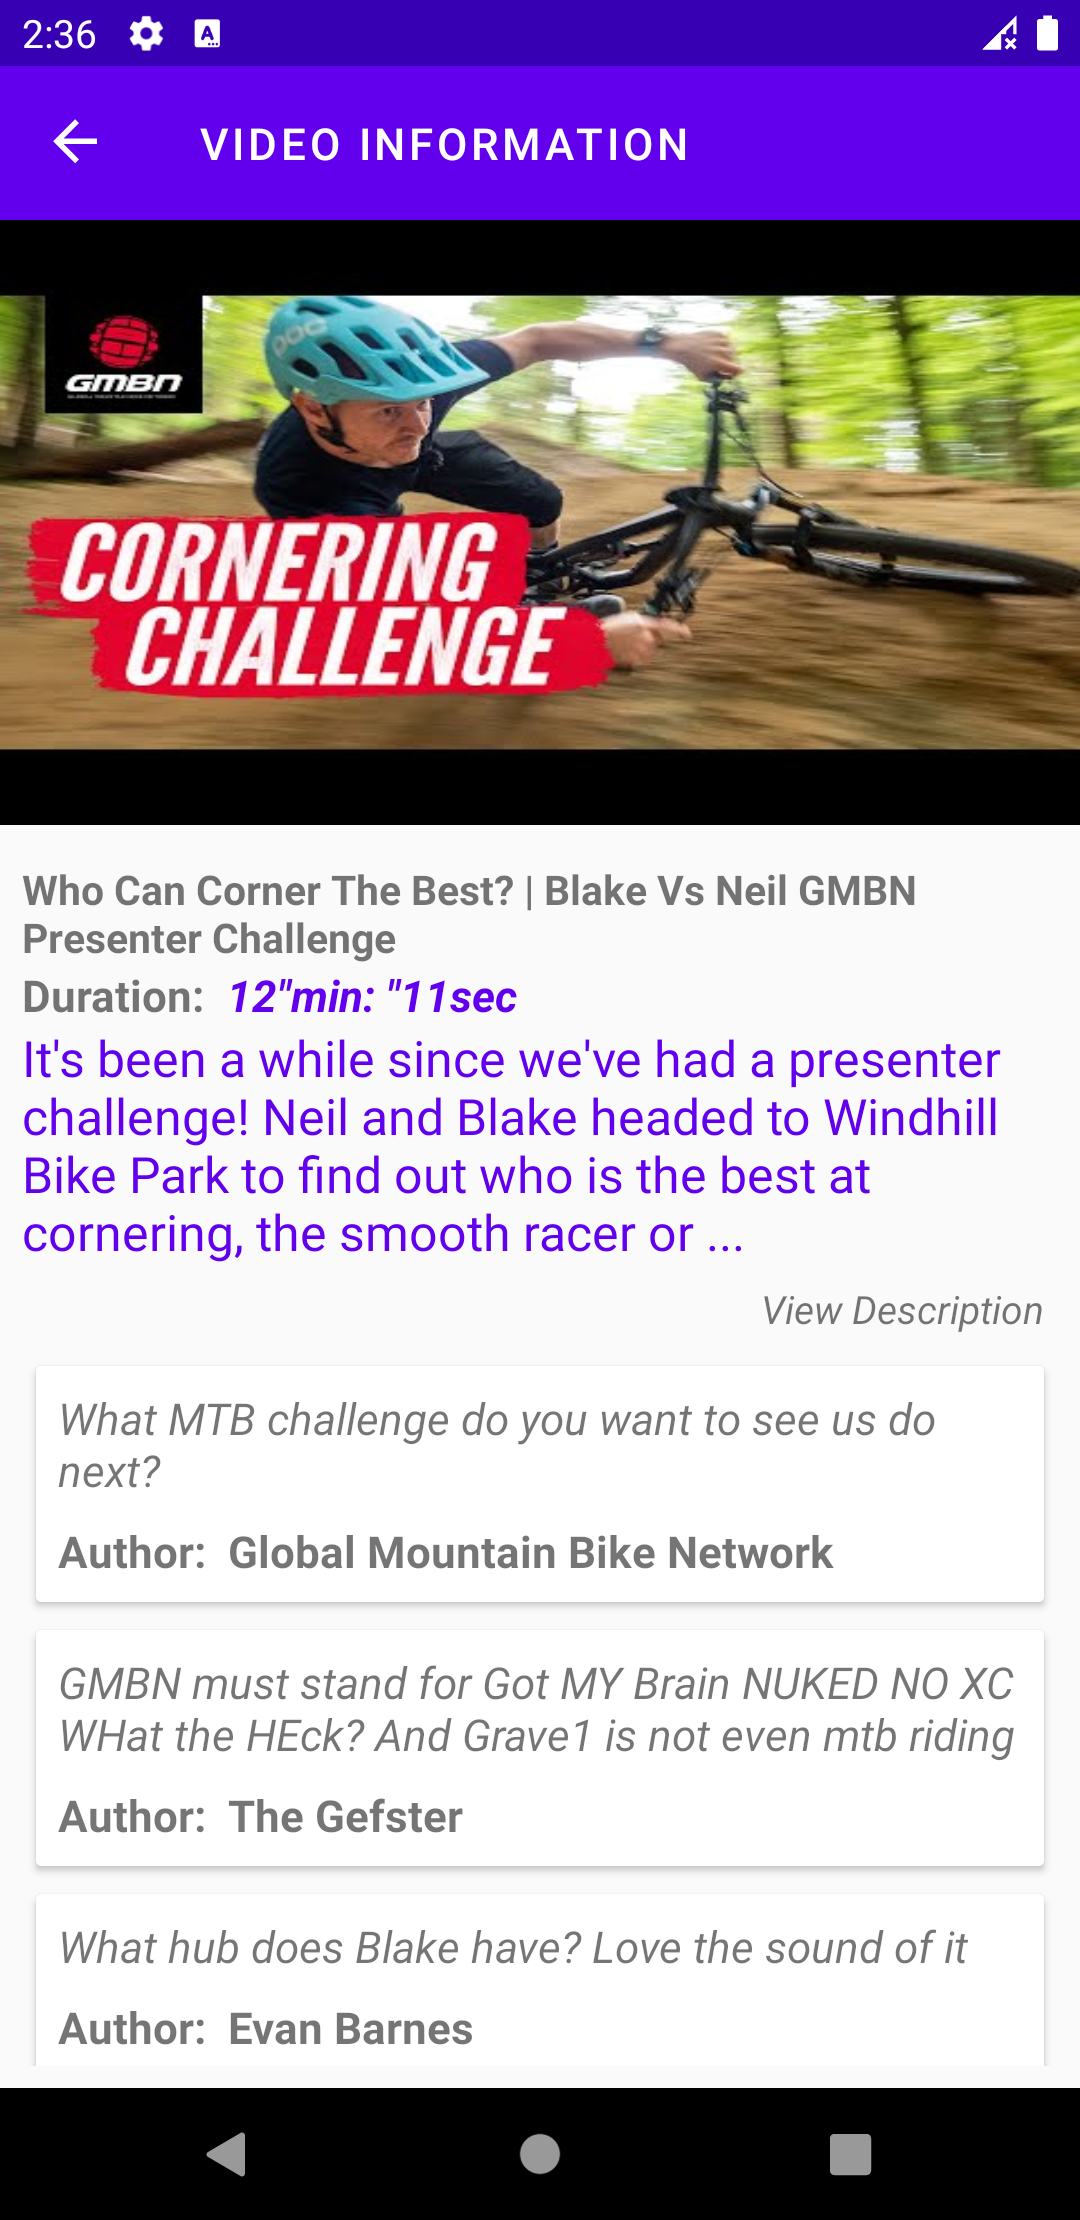 2:36
VIDEO INFORMATION
POC
GMBN
CORNERING
CHALLENGE
Who Can Corner The Best? | Blake Vs Neil GMBN
Presenter Challenge
Duration: 12"min: "11sec
It's been a while since we've had a presenter
challenge! Neil and Blake headed to Windhill
Bike Park to find out who is the best at
cornering, the smooth racer or ...
View Description
What MTB challenge do you want to see us do
next?
Author: Global Mountain Bike Network
GMBN must stand for Got MY Brain NUKED NO XC
WHat the HEck? And Grave1 is not even mtb riding
Author: The Gefster
What hub does Blake have? Love the sound of it
Author: Evan Barnes